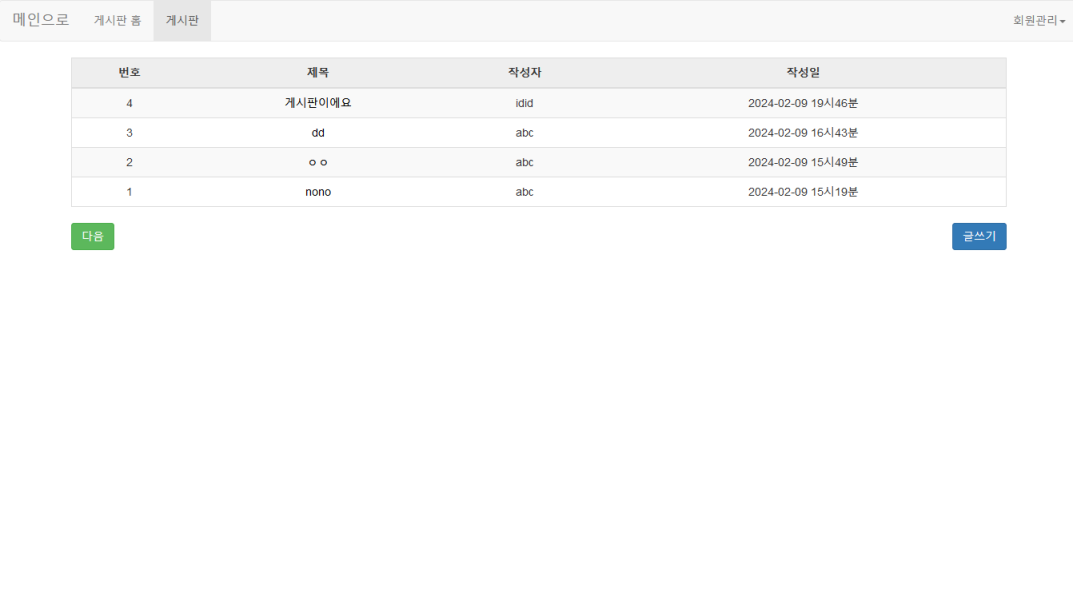 메인으로 게시판 홈 게시판 회원관리
번호 제목 작성자 작성일
4 게시판이에요 idid 2024-02-09 19시46분
3 dd abc 2024-02-09 16시43분
2 ㅇㅇ abc 2024-02-09 15시49분
1 nono abc 2024-02-09 15시19분
다음 글쓰기